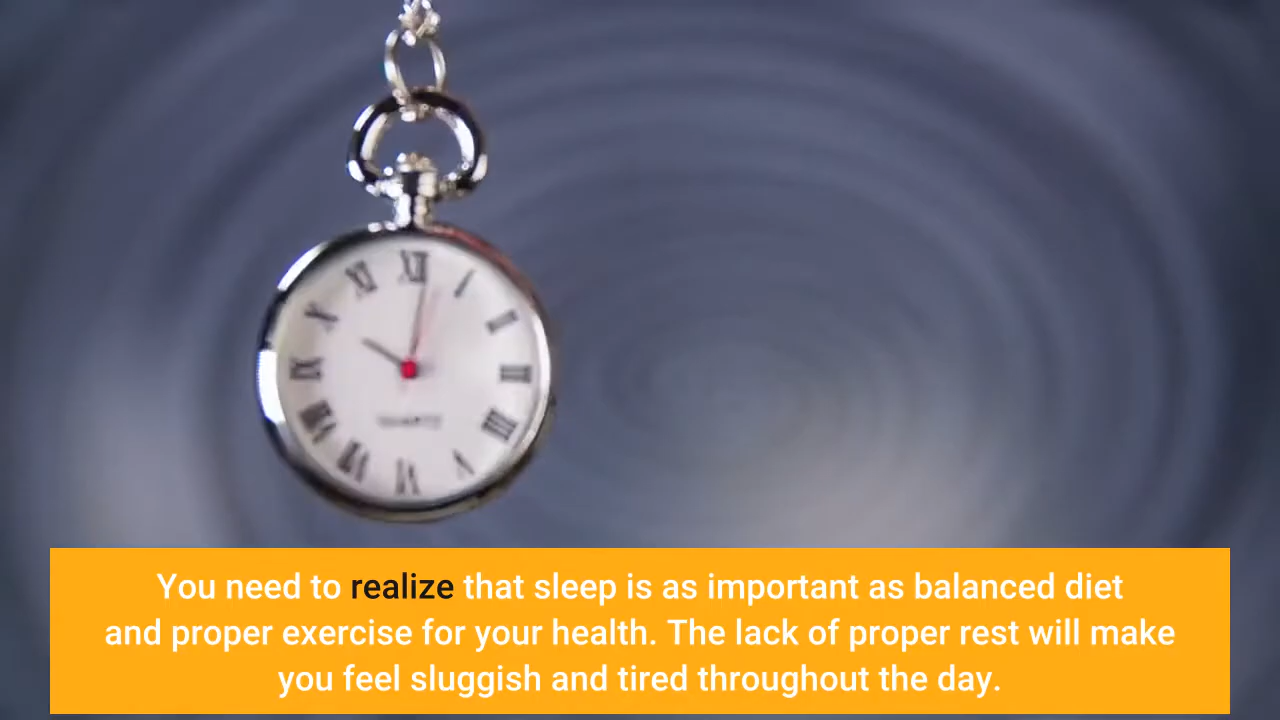 You need to realize that sleep is as important as balanced diet
and proper exercise for your health. The lack of proper rest will make
you feel sluggish and tired throughout the day.